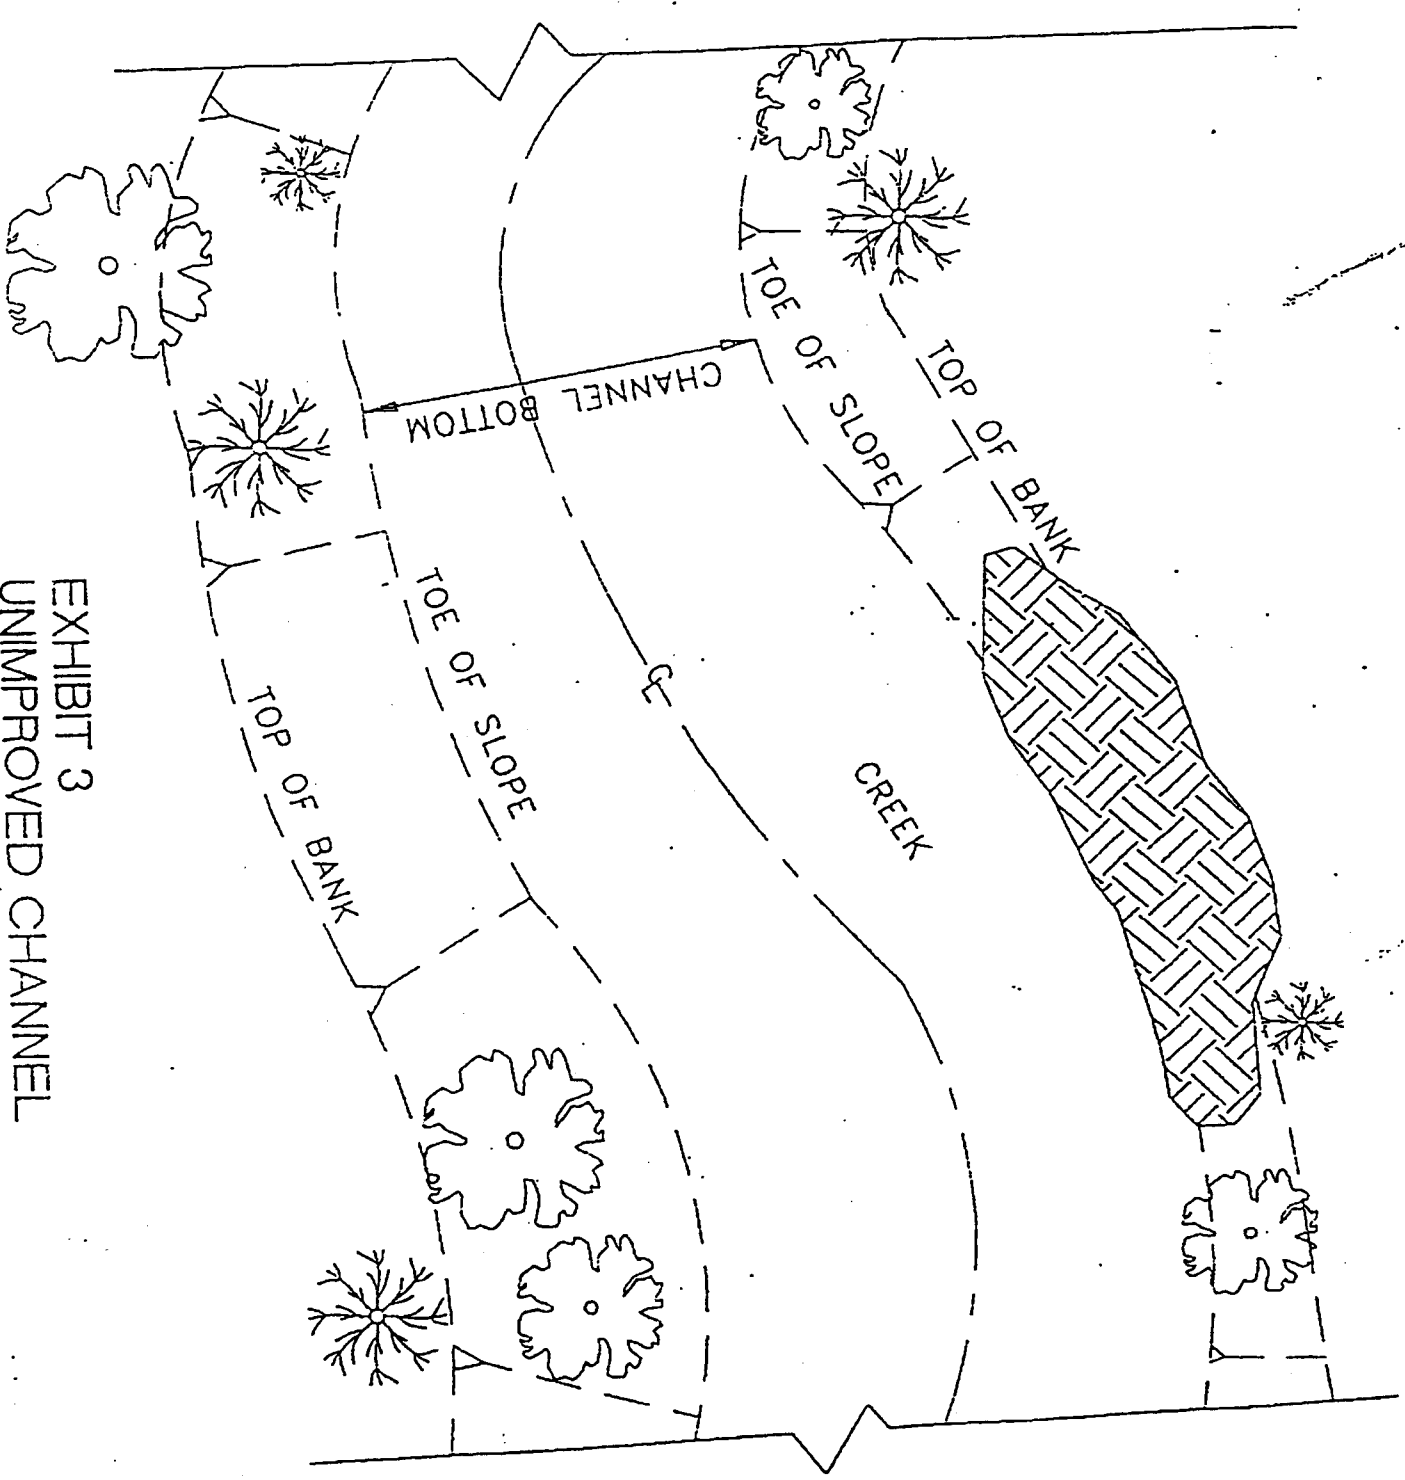 TOP OF BANK
TOE OF SLOPE
CHANNEL BOTTOM
CREEK
CL
TOE OF SLOPE
TOP OF BANK
EXHIBIT 3
UNIMPROVED CHANNEL